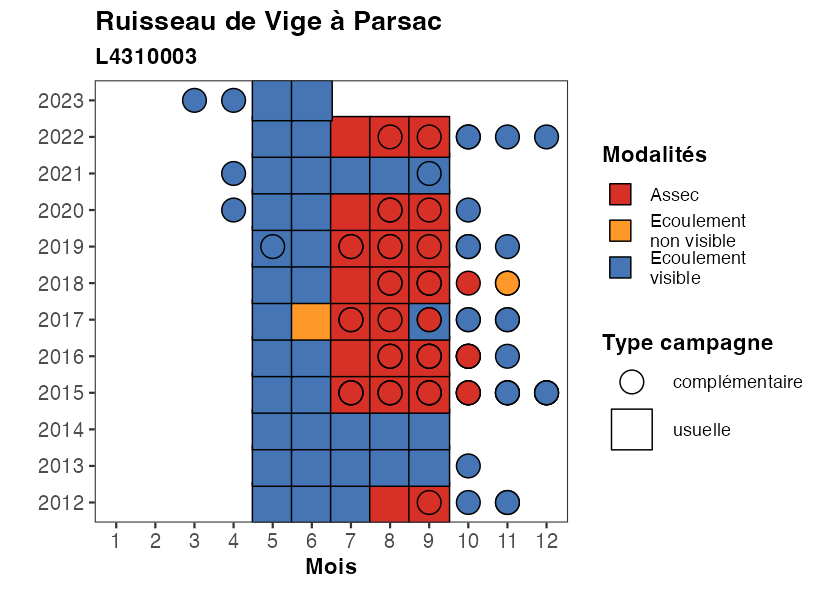 Ruisseau de Vige à Parsac
L4310003
2023
2022
2021
2020
2019
2018
2017
2016
2015
2014
2013
2012
1 2 3 4 5 6 7 8 9 10 11 12
Mois
Modalités
Assec
Ecoulement
non visible
Ecoulement
visible
Type campagne
complémentaire
usuelle